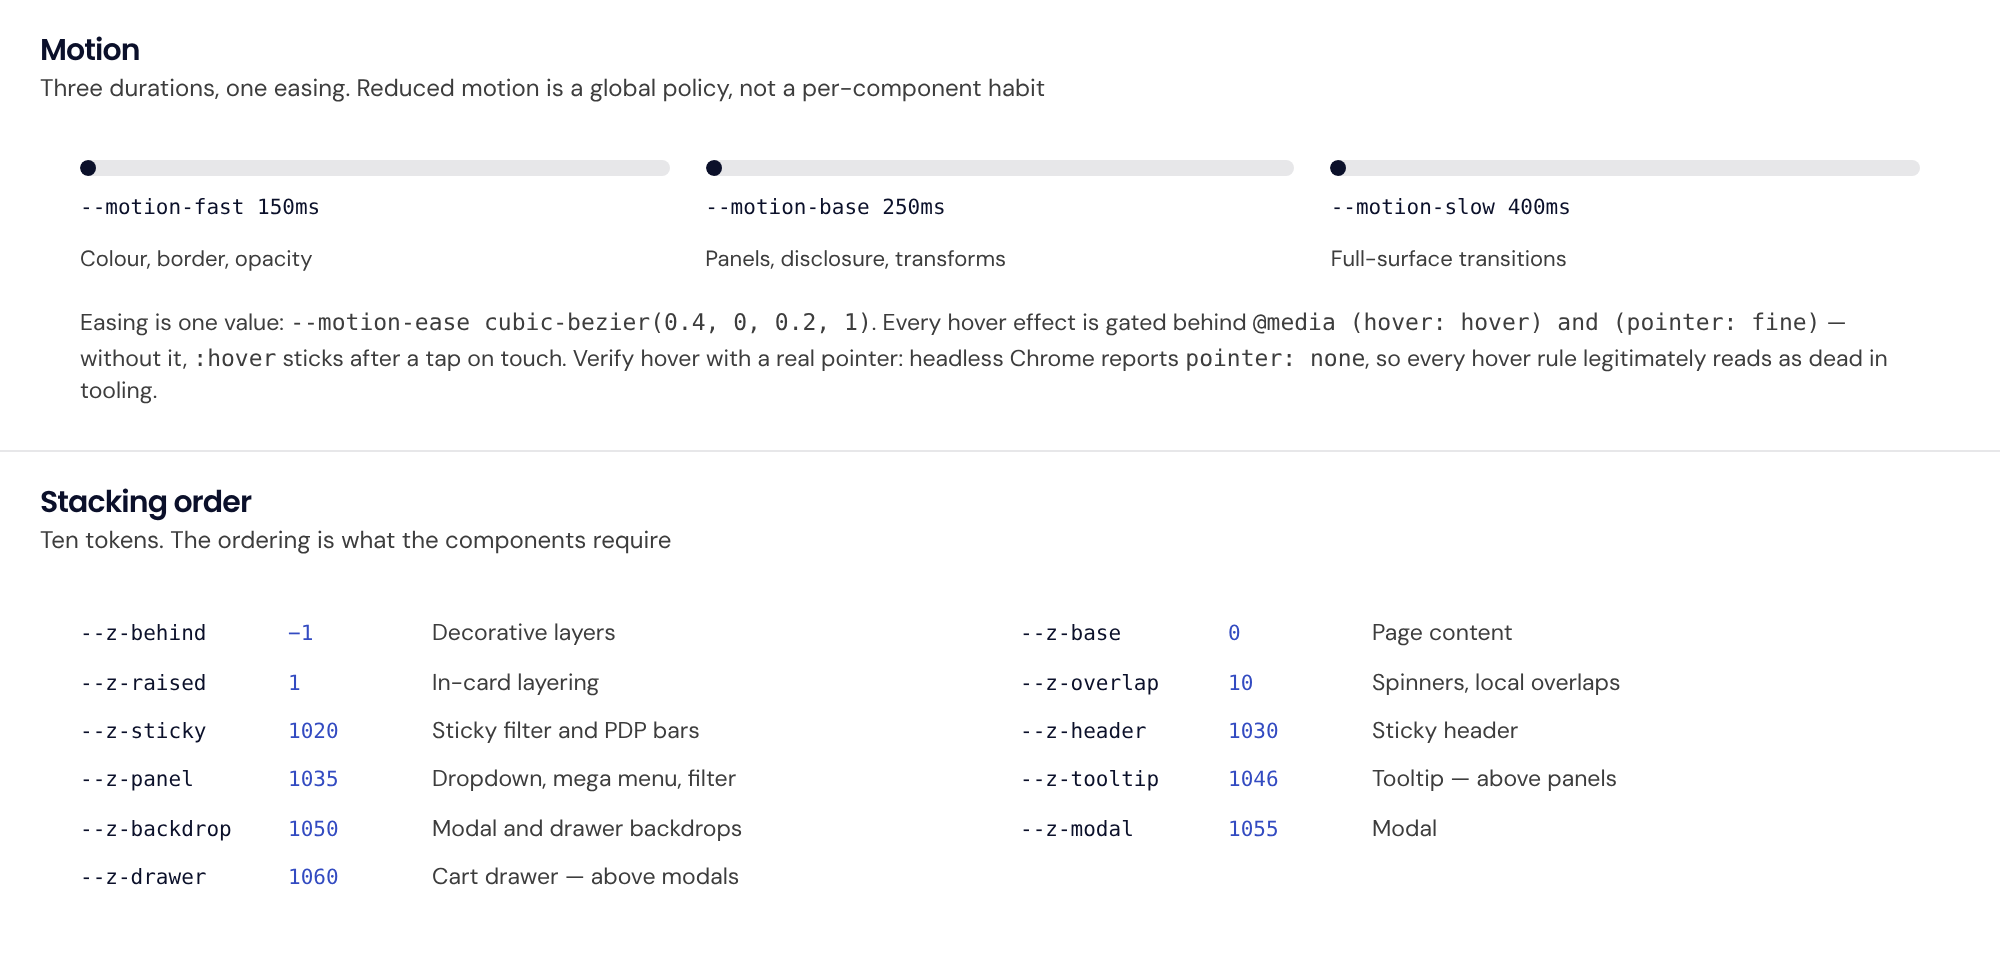 Motion
Three durations, one easing. Reduced motion is a global policy, not a per-component habit
--motion-fast 150ms
--motion-base 250ms
--motion-slow 400ms
Colour, border, opacity
Panels, disclosure, transforms
Full-surface transitions
Easing is one value: --motion-ease cubic-bezier(0.4, 0, 0.2, 1). Every hover effect is gated behind @media (hover: hover) and (pointer: fine) —
without it, :hover sticks after a tap on touch. Verify hover with a real pointer: headless Chrome reports pointer: none, so every hover rule legitimately reads as dead in
tooling.
Stacking order
Ten tokens. The ordering is what the components require
--z-behind −1 Decorative layers
--z-base 0 Page content
--z-raised 1 In-card layering
--z-overlap 10 Spinners, local overlaps
--z-sticky 1020 Sticky filter and PDP bars
--z-header 1030 Sticky header
--z-panel 1035 Dropdown, mega menu, filter
--z-tooltip 1046 Tooltip — above panels
--z-backdrop 1050 Modal and drawer backdrops
--z-modal 1055 Modal
--z-drawer 1060 Cart drawer — above modals